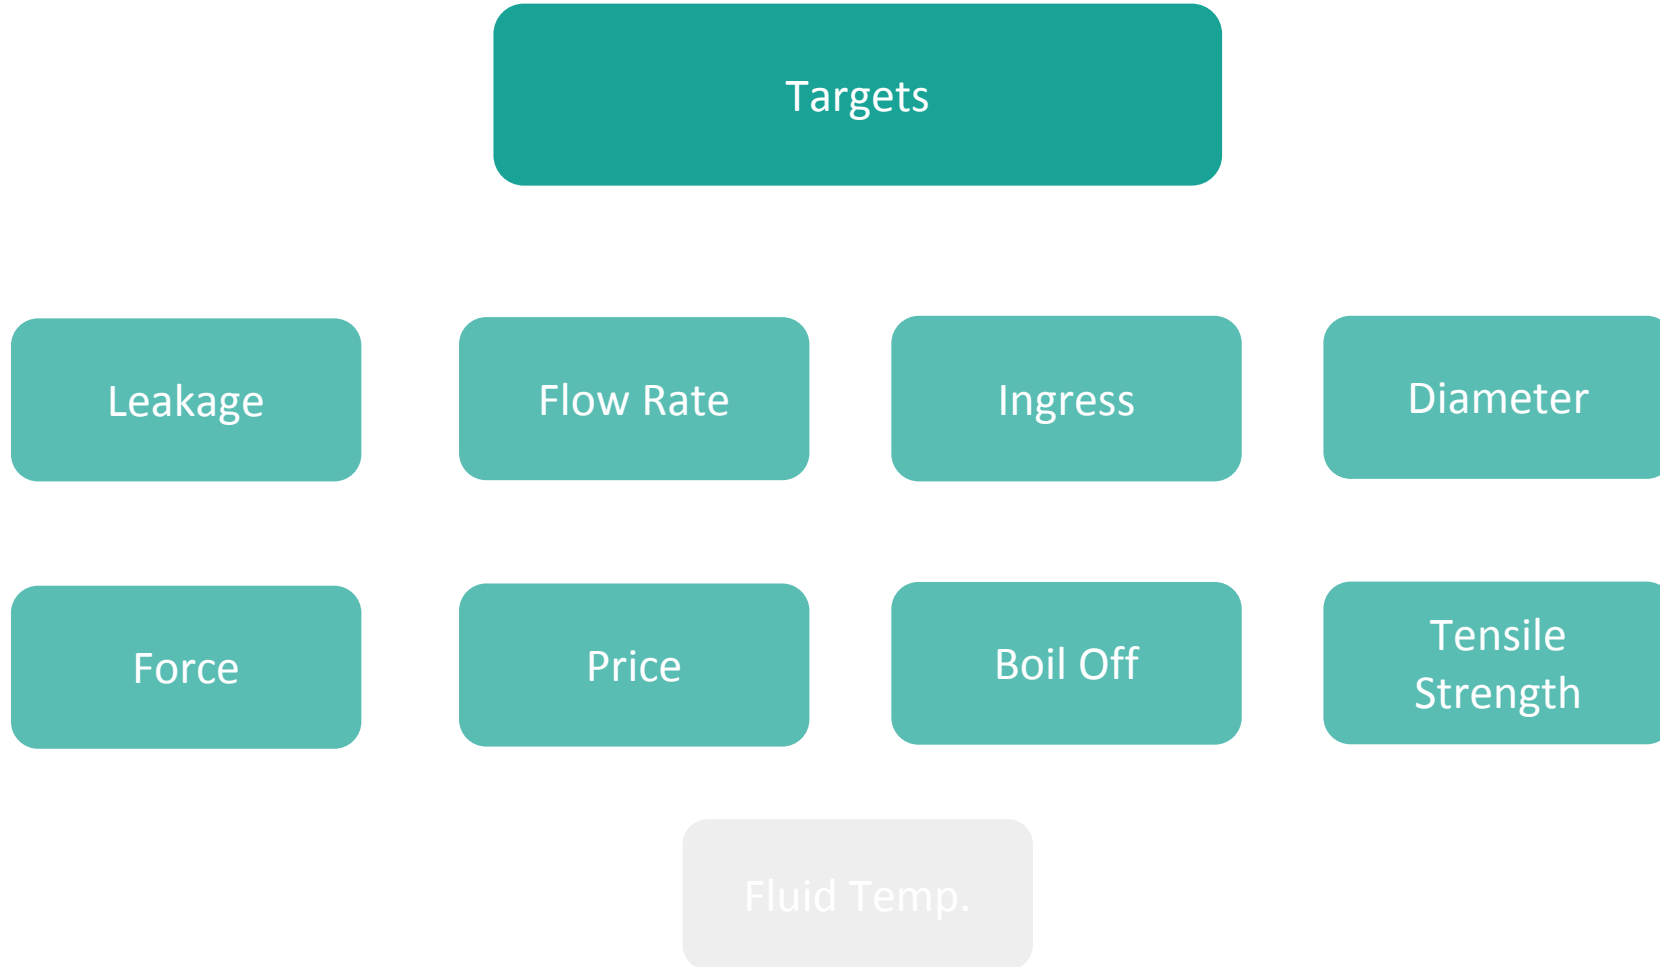 Targets
Leakage
Flow Rate
Ingress
Diameter
Force
Price
Boil Off
Tensile
Strength
Fluid Temp.